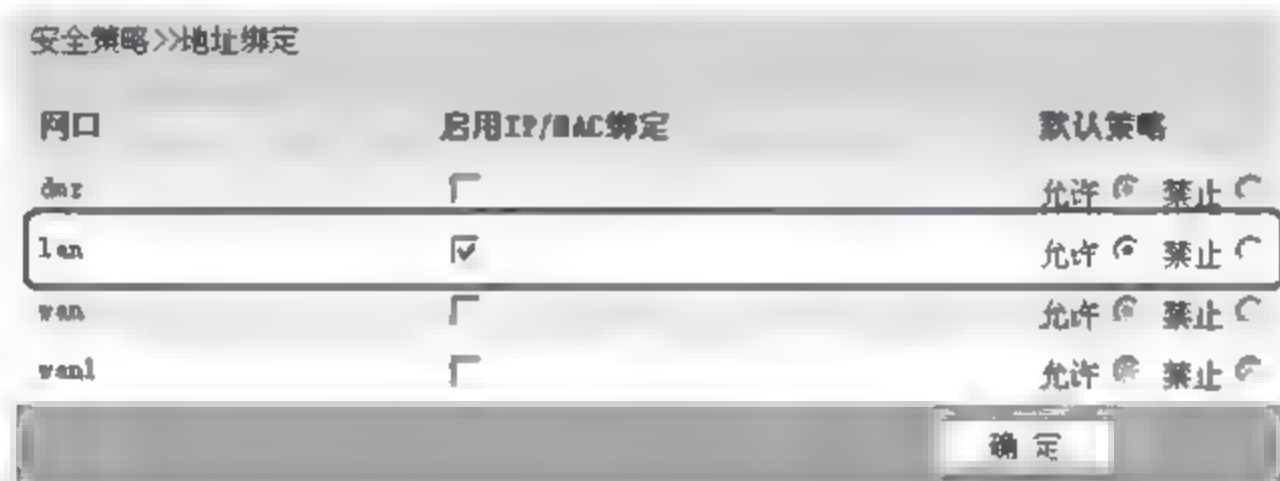 安全策略>>地址绑定
网口 启用IP/MAC绑定 默认策略
dmz 允许 禁止
lan 允许 禁止
wan 允许 禁止
wan1 允许 禁止
确定